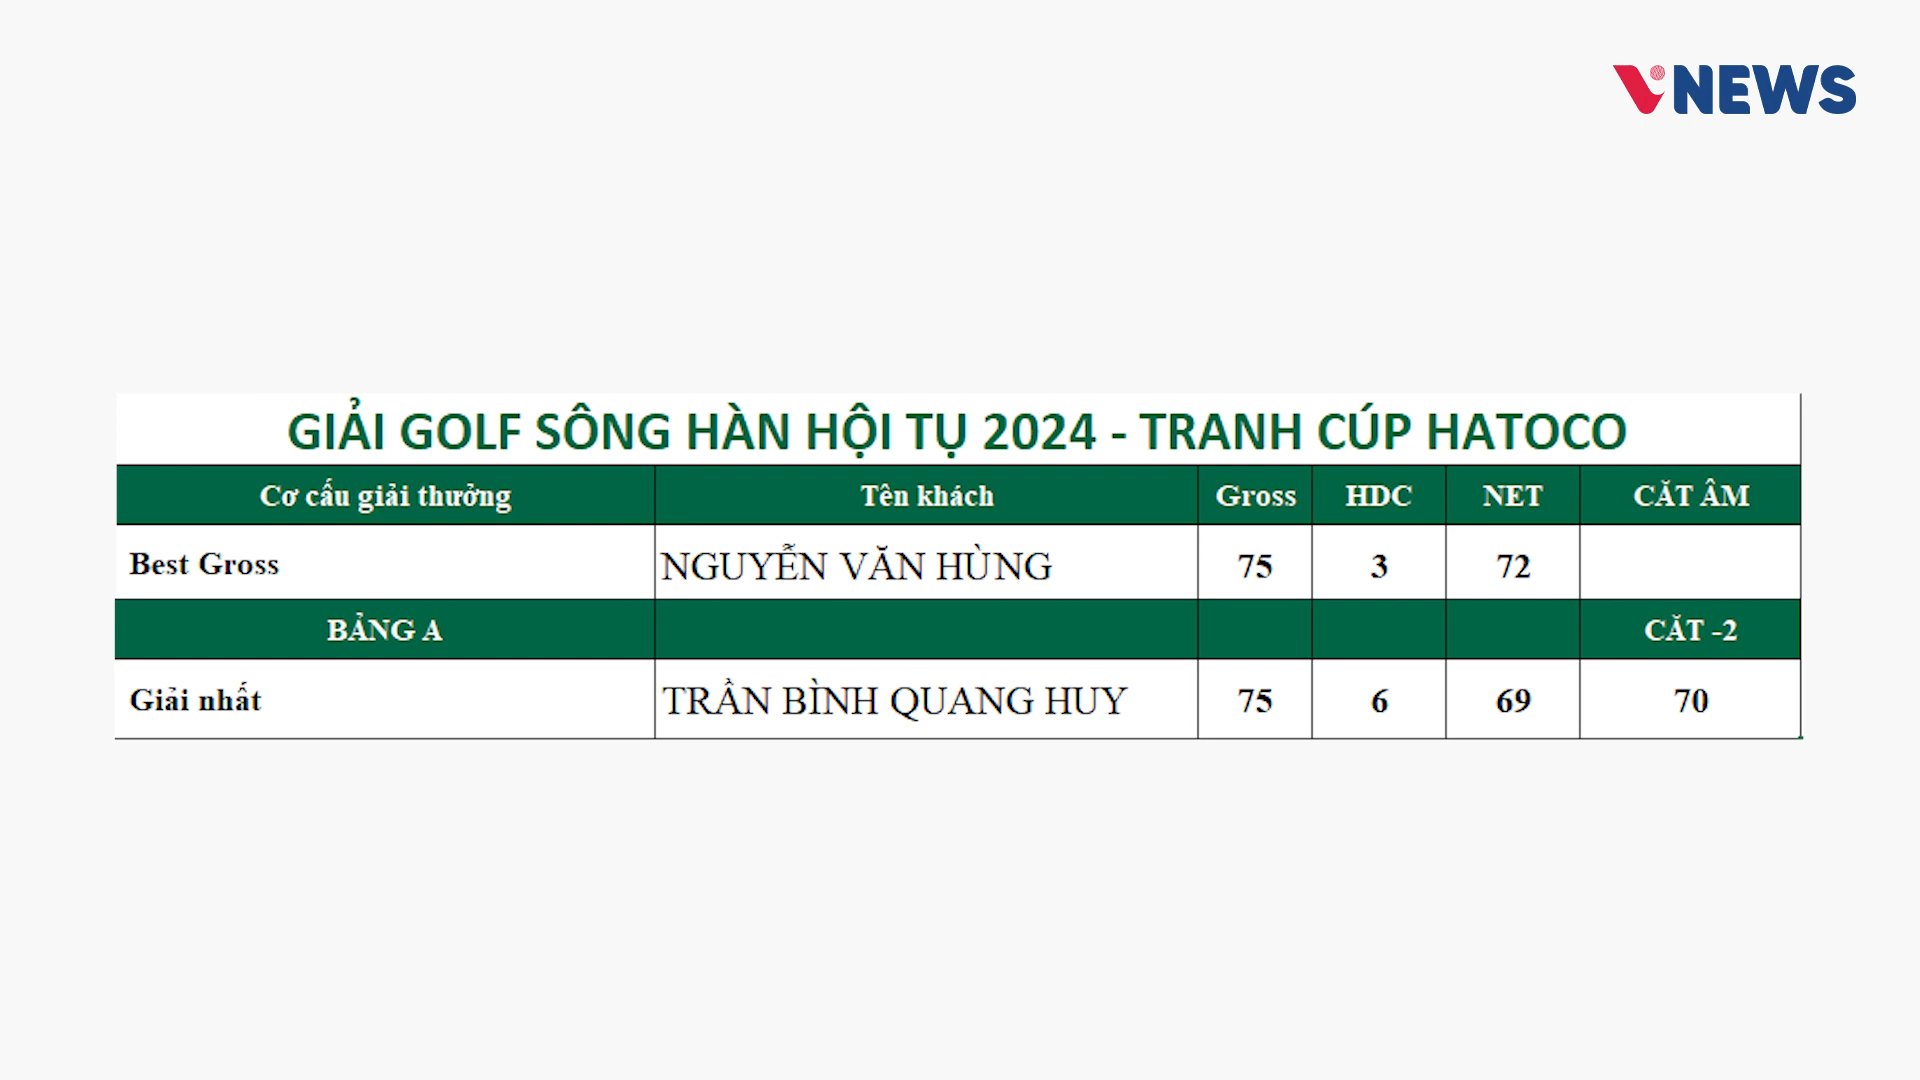 VNEWS
GIẢI GOLF SÔNG HÀN HỘI TỤ 2024 - TRANH CÚP HATOCO
Cơ cấu giải thưởng Tên khách Gross HDC NET CĂT ÂM
Best Gross NGUYỄN VĂN HÙNG 75 3 72
BẢNG A CĂT -2
Giải nhất TRẦN BÌNH QUANG HUY 75 6 69 70